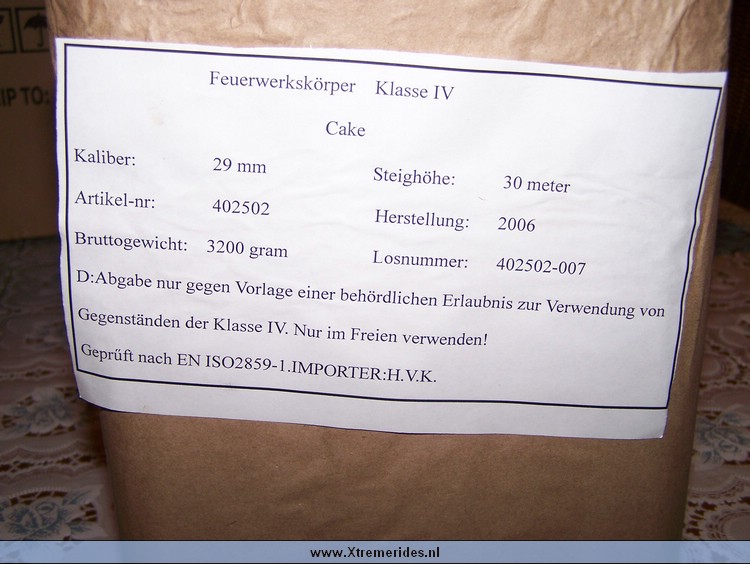 IP TO:
Feuerwerkskörper Klasse IV
Cake
Kaliber: 29 mm Steighöhe: 30 meter
Artikel-nr: 402502 Herstellung: 2006
Bruttogewicht: 3200 gram Losnummer: 402502-007
D:Abgabe nur gegen Vorlage einer behördlichen Erlaubnis zur Verwendung von
Gegenständen der Klasse IV. Nur im Freien verwenden!
Geprüft nach EN ISO2859-1.IMPORTER:H.V.K.
www.Xtremerides.nl